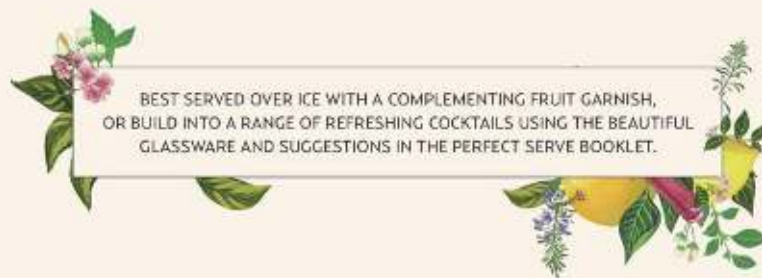 BEST SERVED OVER ICE WITH A COMPLEMENTING FRUIT GARNISH,
OR BUILD INTO A RANGE OF REFRESHING COCKTAILS USING THE BEAUTIFUL
GLASSWARE AND SUGGESTIONS IN THE PERFECT SERVE BOOKLET.